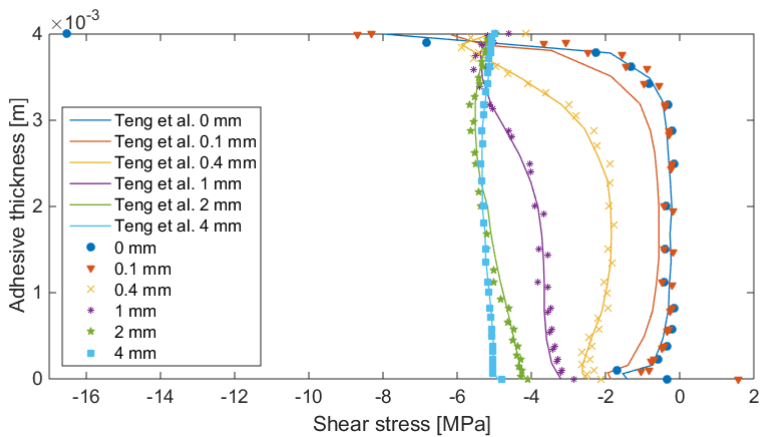 ×10⁻³
4
3
2
1
0
Adhesive thickness [m]
Teng et al. 0 mm
Teng et al. 0.1 mm
Teng et al. 0.4 mm
Teng et al. 1 mm
Teng et al. 2 mm
Teng et al. 4 mm
0 mm
0.1 mm
0.4 mm
1 mm
2 mm
4 mm
-16 -14 -12 -10 -8 -6 -4 -2 0 2
Shear stress [MPa]